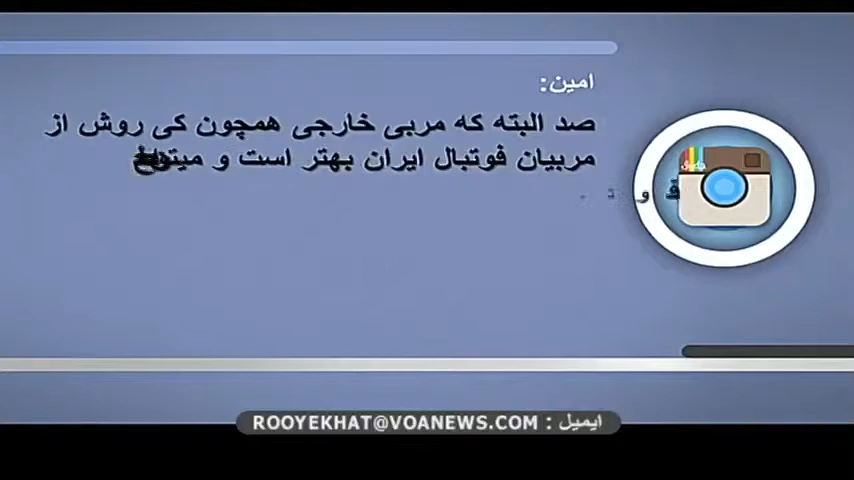 امین:
صد البته که مربی خارجی همچون کی روش از
مربیان فوتبال ایران بهتر است و
ایمیل : ROOYEKHAT@VOANEWS.COM